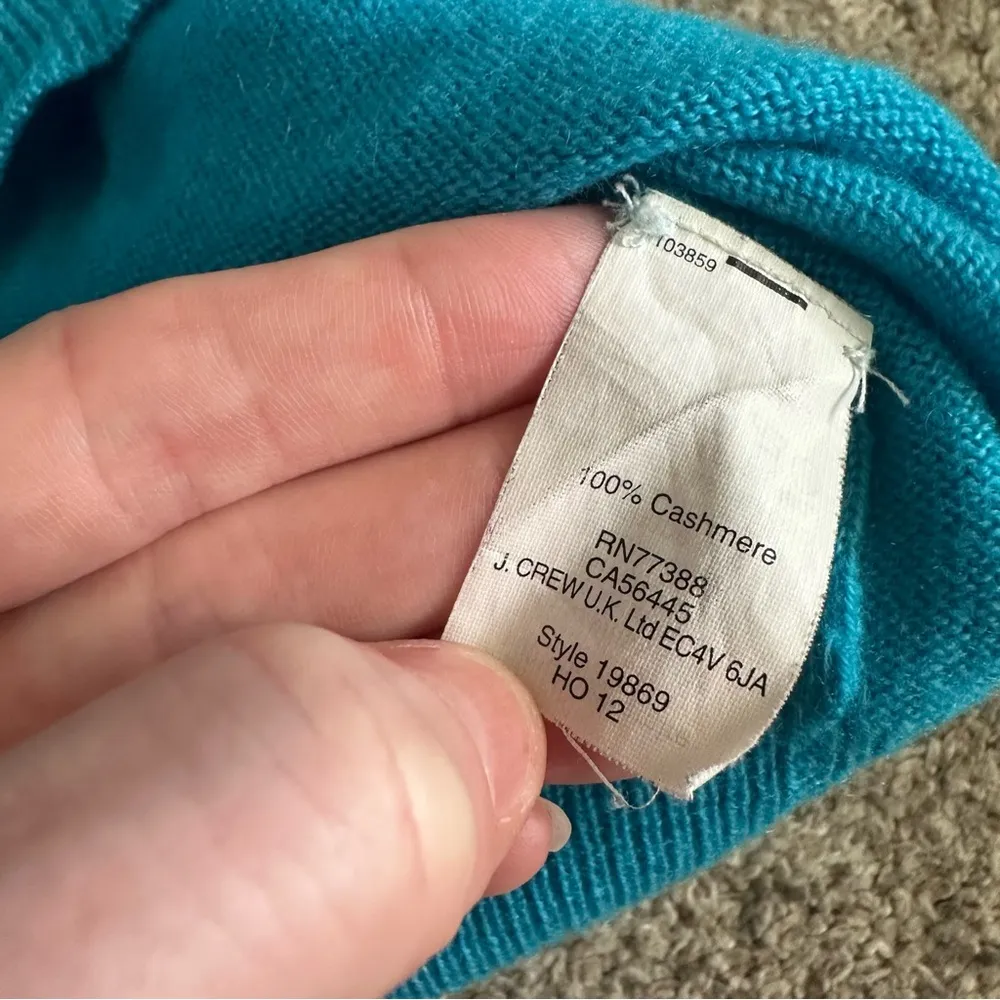 103859
100% Cashmere
RN77388
CA56445
J. CREW U.K. Ltd EC4V 6JA
Style 19869
HO 12